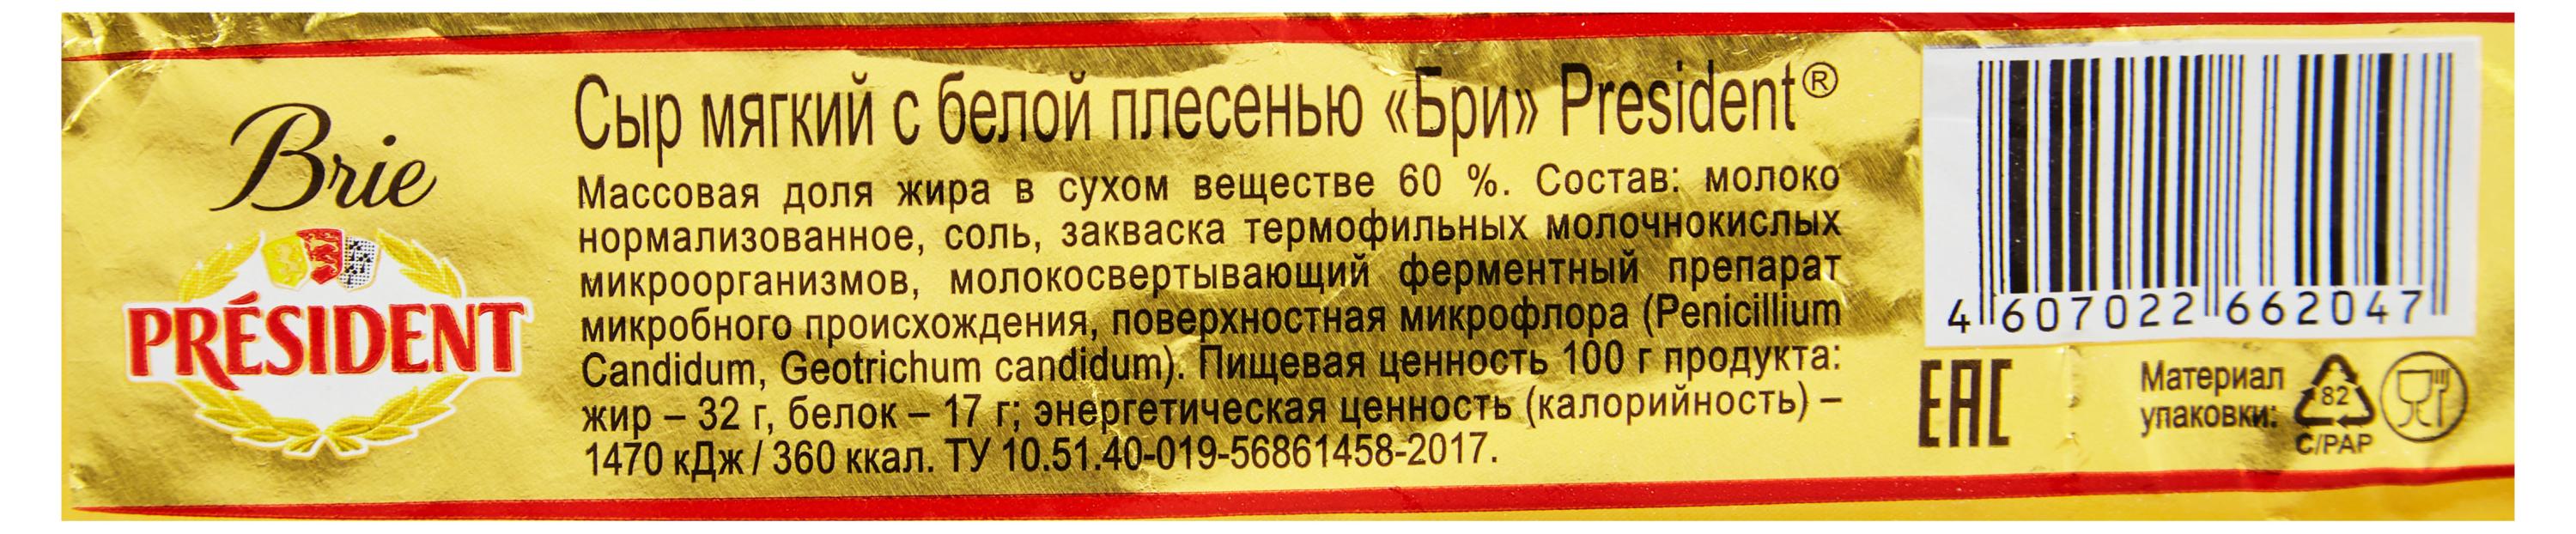 Brie
PRÉSIDENT
Сыр мягкий с белой плесенью «Бри» President®
Массовая доля жира в сухом веществе 60 %. Состав: молоко
нормализованное, соль, закваска термофильных молочнокислых
микроорганизмов, молокосвертывающий ферментный препарат
микробного происхождения, поверхностная микрофлора (Penicillium
Candidum, Geotrichum candidum). Пищевая ценность 100 г продукта:
жир – 32 г, белок – 17 г; энергетическая ценность (калорийность) –
1470 кДж / 360 ккал. ТУ 10.51.40-019-56861458-2017.
4 607022 662047
EAC
Материал
упаковки:
82
C/PAP